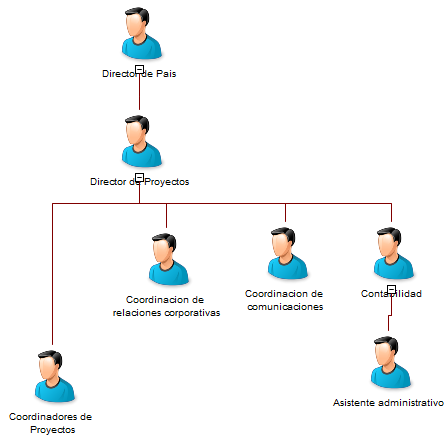 Director de Pais
Director de Proyectos
Coordinacion de
relaciones corporativas
Coordinacion de
comunicaciones
Contabilidad
Coordinadores de
Proyectos
Asistente administrativo